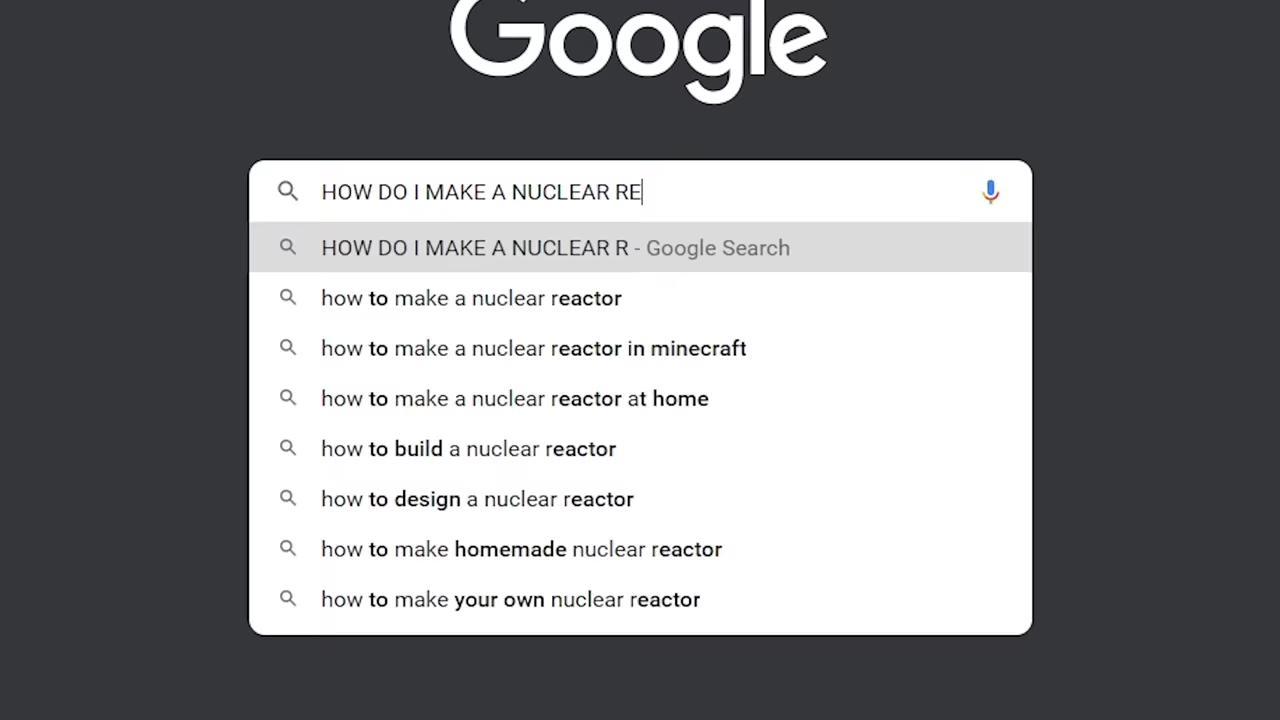 Google
HOW DO I MAKE A NUCLEAR RE
HOW DO I MAKE A NUCLEAR R - Google Search
how to make a nuclear reactor
how to make a nuclear reactor in minecraft
how to make a nuclear reactor at home
how to build a nuclear reactor
how to design a nuclear reactor
how to make homemade nuclear reactor
how to make your own nuclear reactor